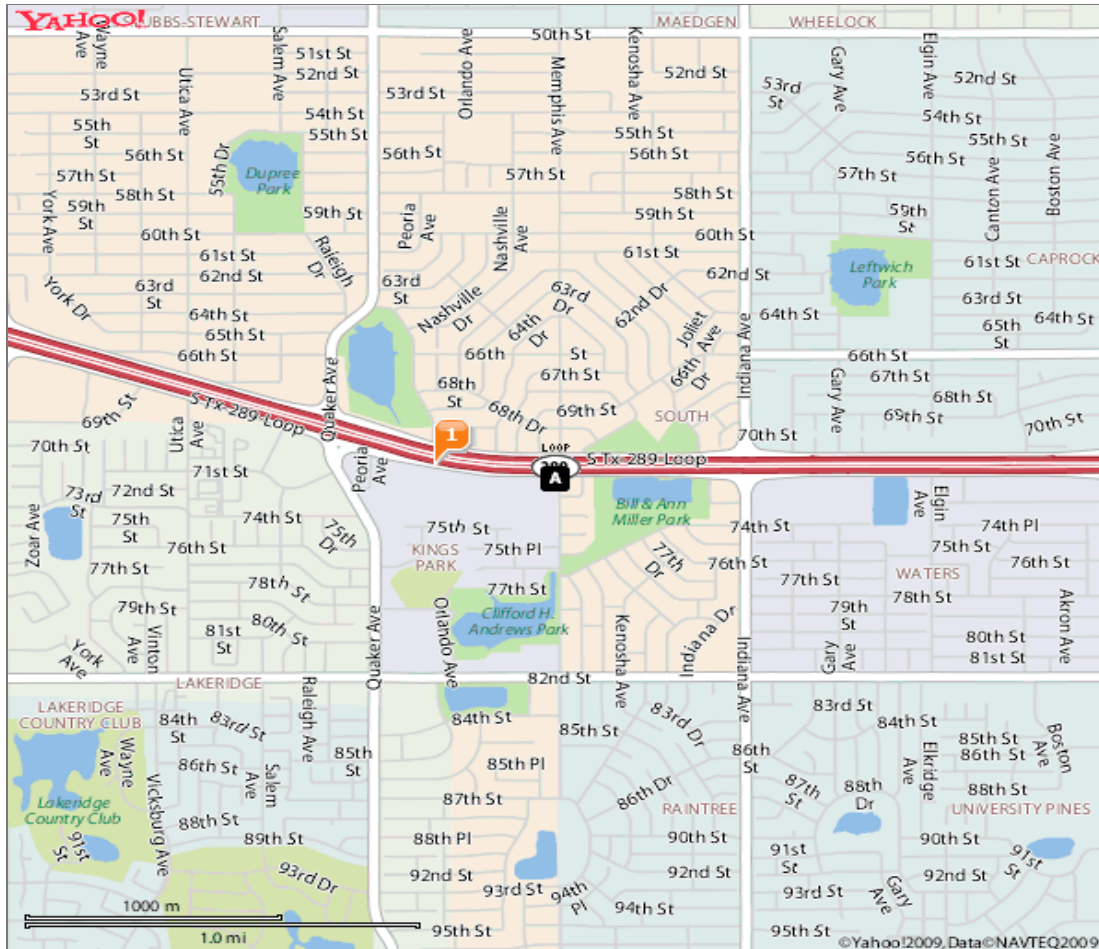 YAHOO!
UBBS-STEWART
MAEDGEN
WHEELOCK
50th St
Wayne Ave
Utica Ave
Salem Ave
Orlando Ave
Memphis Ave
Kenosha Ave
Gary Ave
Elgin Ave
51st St
52nd St
52nd St
52nd St
53rd St
53rd St
53rd St
54th St
54th St
55th St
55th St
55th St
55th St
55th Dr
56th St
56th St
56th St
56th St
57th St
57th St
57th St
58th St
58th St
Dupree Park
Canton Ave
Boston Ave
York Ave
59th St
59th St
59th St
59th St
60th St
60th St
Peoria Ave
Nashville Ave
61st St
61st St
61st St
Raleigh Dr
62nd St
62nd St
Leftwich Park
CAPROCK
York Dr
63rd St
63rd St
63rd Dr
62nd Dr
63rd St
Nashville Dr
64th Dr
Joliet Ave
Indiana Ave
64th St
64th St
64th St
65th St
65th St
66th St
66th St
66th St
66th Ave
Dr
Quaker Ave
67th St
67th St
68th St
68th St
68th Dr
69th St
69th St
69th St
Gary Ave
SOUTH
S Tx-289-Loop
Utica Ave
70th St
70th St
70th St
1
LOOP
A
S Tx 289 Loop
Peoria Ave
71st St
72nd St
73rd St
Zoar Ave
75th St
74th St
75th Dr
75th St
75th Pl
Bill & Ann Miller Park
74th St
Elgin Ave
74th Pl
75th St
76th St
76th St
76th St
KINGS PARK
77th St
77th St
77th Dr
77th St
WATERS
78th St
78th St
79th St
79th St
Orlando Ave
Clifford H. Andrews Park
80th St
80th St
81st St
81st St
York Ave
Vinton Ave
Quaker Ave
Kenosha Ave
Indiana Dr
Indiana Ave
Gary Ave
Akron Ave
82nd St
LAKERIDGE
LAKERIDGE COUNTRY CLUB
84th St
83rd St
Raleigh Ave
84th St
85th St
83rd Dr
83rd St
84th St
Wayne Ave
Vicksburg Ave
86th St
Salem Ave
85th St
85th Pl
86th Dr
86th St
87th St
88th Dr
Elkridge Ave
85th St
86th St
Boston Ave
88th St
Lakeridge Country Club
87th St
RAINTREE
UNIVERSITY PINES
88th St
89th St
88th Pl
90th St
90th St
91st St
91st St
91st St
92nd St
92nd St
92nd St
93rd Dr
93rd St
94th Pl
94th St
93rd St
Gary Ave
95th St
95th St
1000 m
1.0 mi
©Yahoo!2009, Data©NAVTEQ2009